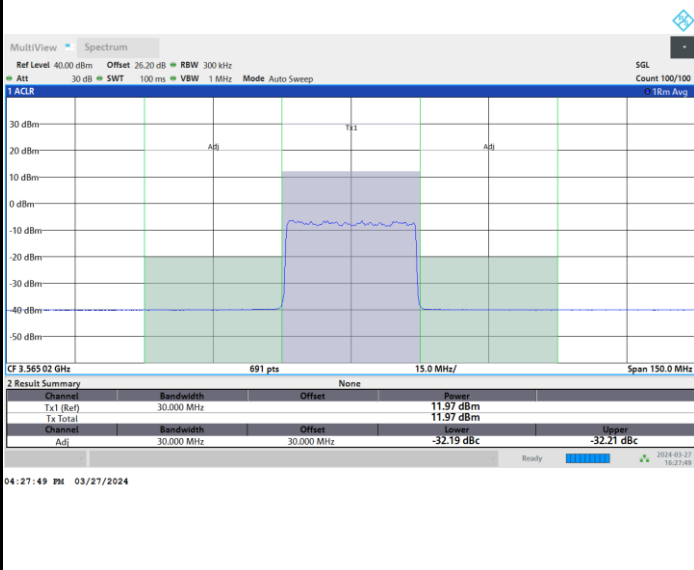 MultiView Spectrum
Ref Level 40.00 dBm Offset 26.20 dB RBW 300 kHz SGL
Att 30 dB SWT 100 ms VBW 1 MHz Mode Auto Sweep Count 100/100
1 ACLR 1Rm Avg
Tx1
Adj Adj
30 dBm
20 dBm
10 dBm
0 dBm
-10 dBm
-20 dBm
-30 dBm
-40 dBm
-50 dBm
CF 3.565 02 GHz 691 pts 15.0 MHz/ Span 150.0 MHz
2 Result Summary None
Channel Bandwidth Offset Power
Tx1 (Ref) 30.000 MHz 11.97 dBm
Tx Total 11.97 dBm
Channel Bandwidth Offset Lower Upper
Adj 30.000 MHz 30.000 MHz -32.19 dBc -32.21 dBc
Ready 2024-03-27
16:27:49
04:27:49 PM 03/27/2024